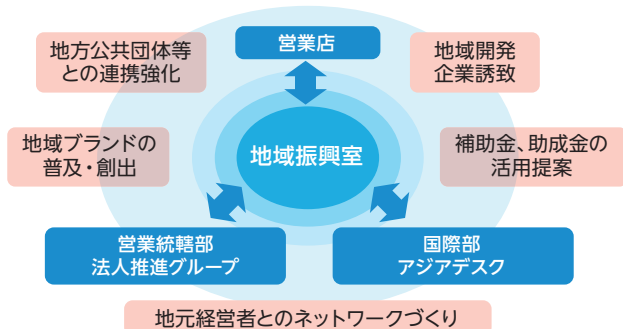 営業店
地方公共団体等
との連携強化
地域開発
企業誘致
地域ブランドの
普及・創出
地域振興室
補助金、助成金の
活用提案
営業統轄部
法人推進グループ
国際部
アジアデスク
地元経営者とのネットワークづくり